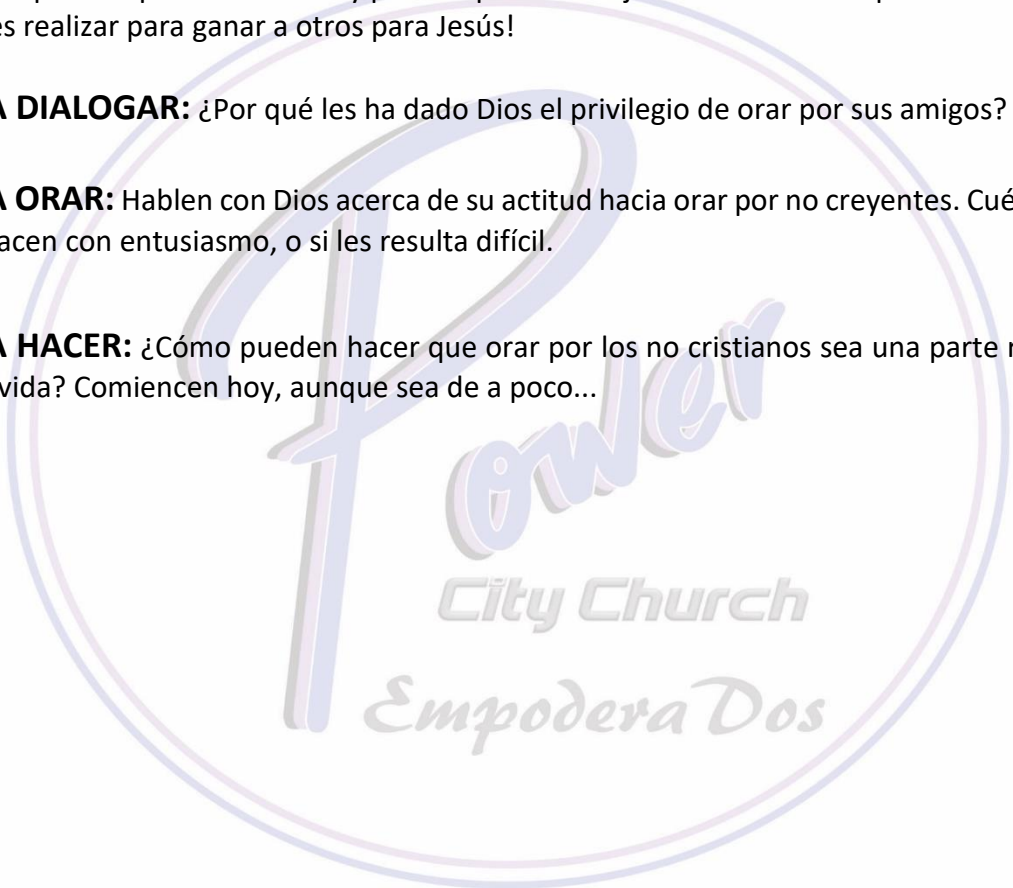 es realizar para ganar a otros para Jesús!
A DIALOGAR: ¿Por qué les ha dado Dios el privilegio de orar por sus amigos?
A ORAR: Hablen con Dios acerca de su actitud hacia orar por no creyentes. Cué
acen con entusiasmo, o si les resulta difícil.
A HACER: ¿Cómo pueden hacer que orar por los no cristianos sea una parte
vida? Comiencen hoy, aunque sea de a poco...
Power
City Church
EmpoderaDos